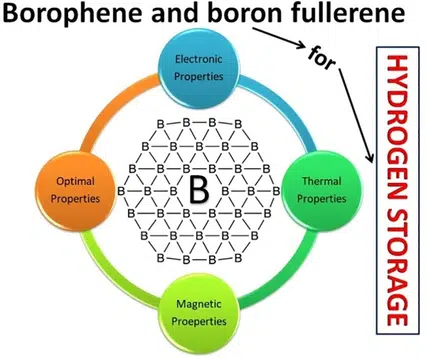 Borophene and boron fullerene
for
HYDROGEN STORAGE
Electronic
Properties
Optimal
Properties
Thermal
Properties
Magnetic
Proeperties
B B B B
B B B B B
B B B B B B
B B B B B B B
B B B B B B
B B B B B
B B B B